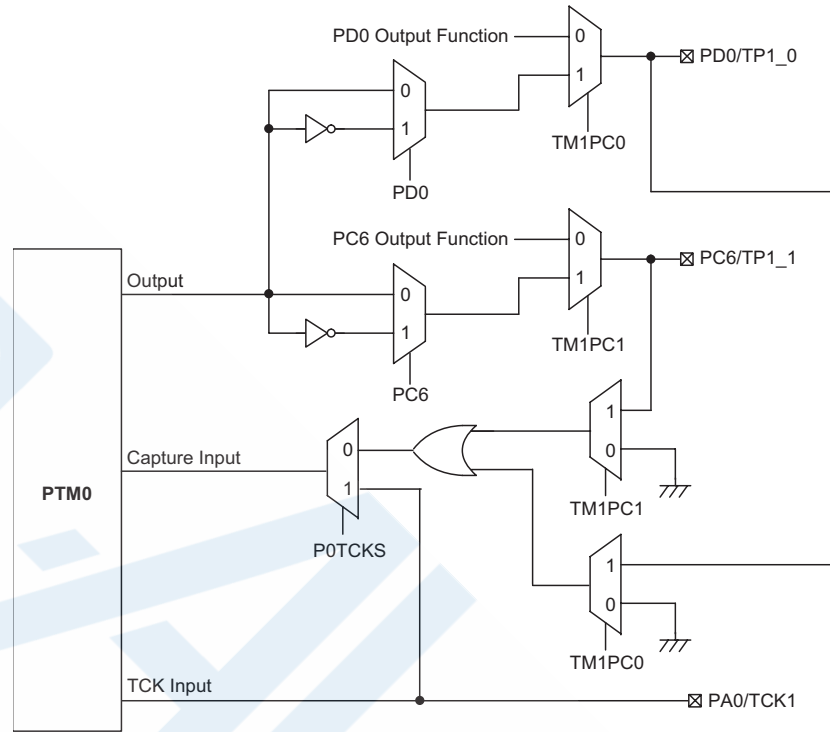 PD0 Output Function
0
1
TM1PC0
PD0/TP1_0
0
1
PD0
PC6 Output Function
0
1
TM1PC1
PC6/TP1_1
Output
0
1
PC6
1
0
TM1PC1
Capture Input
0
1
P0TCKS
PTM0
1
0
TM1PC0
TCK Input
PA0/TCK1